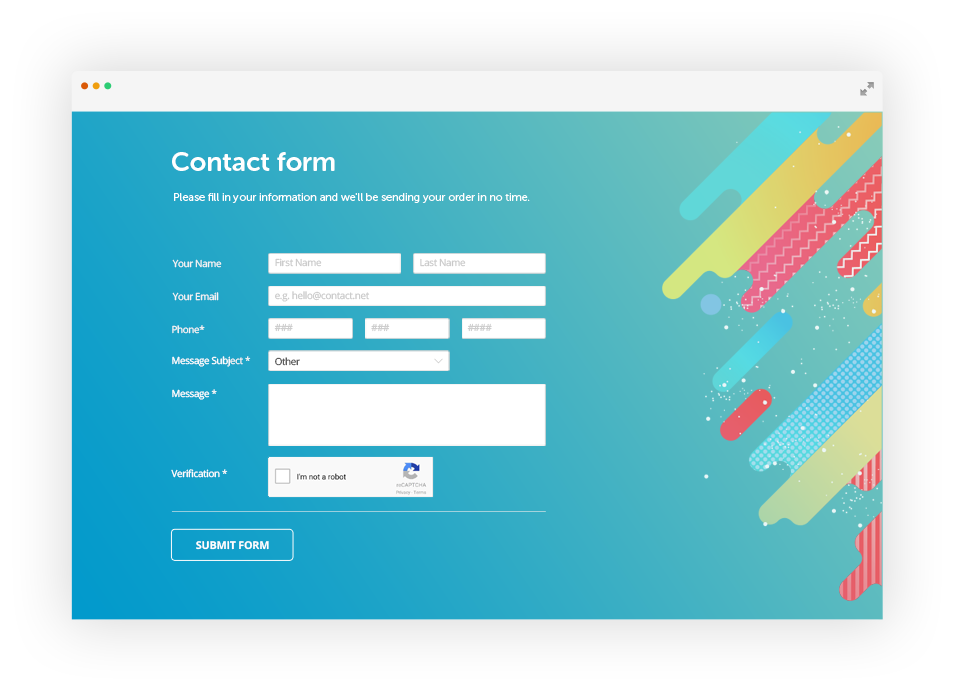 Contact form
Please fill in your information and we'll be sending your order in no time.
Your Name First Name Last Name
Your Email e.g. hello@contact.net
Phone* ### ### ####
Message Subject * Other
Message *
Verification * I'm not a robot
reCAPTCHA
Privacy - Terms
SUBMIT FORM